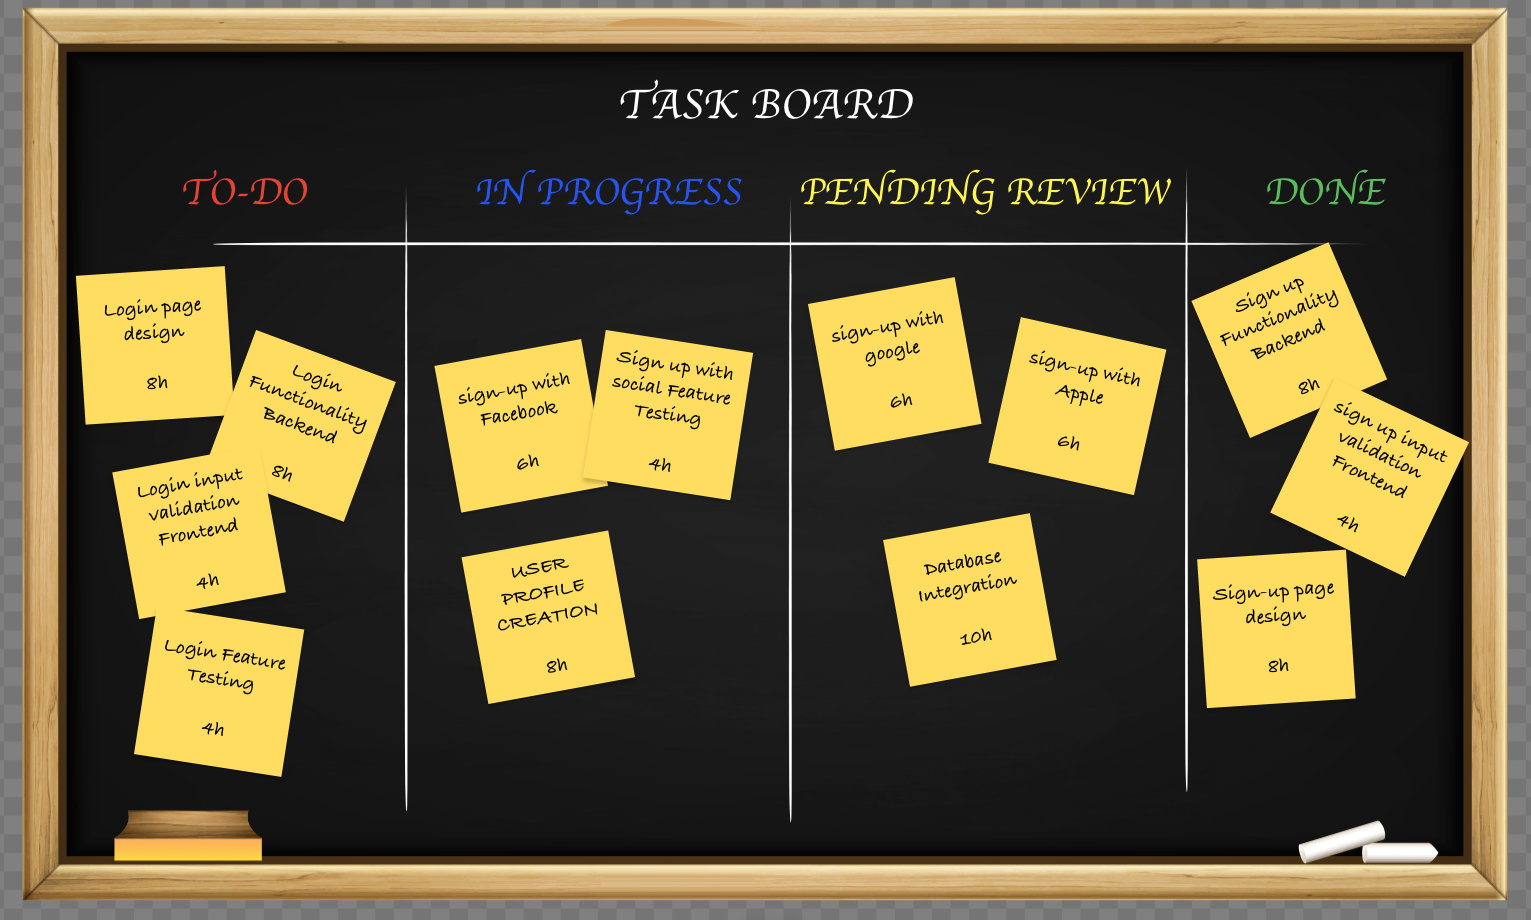 TASK BOARD
TO-DO
IN PROGRESS
PENDING REVIEW
DONE
Login page
design
8h
Login
Functionality
Backend
8h
Login input
validation
Frontend
4h
Login Feature
Testing
4h
sign-up with
Facebook
6h
Sign up with
social Feature
Testing
4h
USER
PROFILE
CREATION
8h
sign-up with
google
6h
sign-up with
Apple
6h
Database
Integration
10h
Sign up
Functionality
Backend
8h
sign up input
validation
Frontend
4h
Sign-up page
design
8h